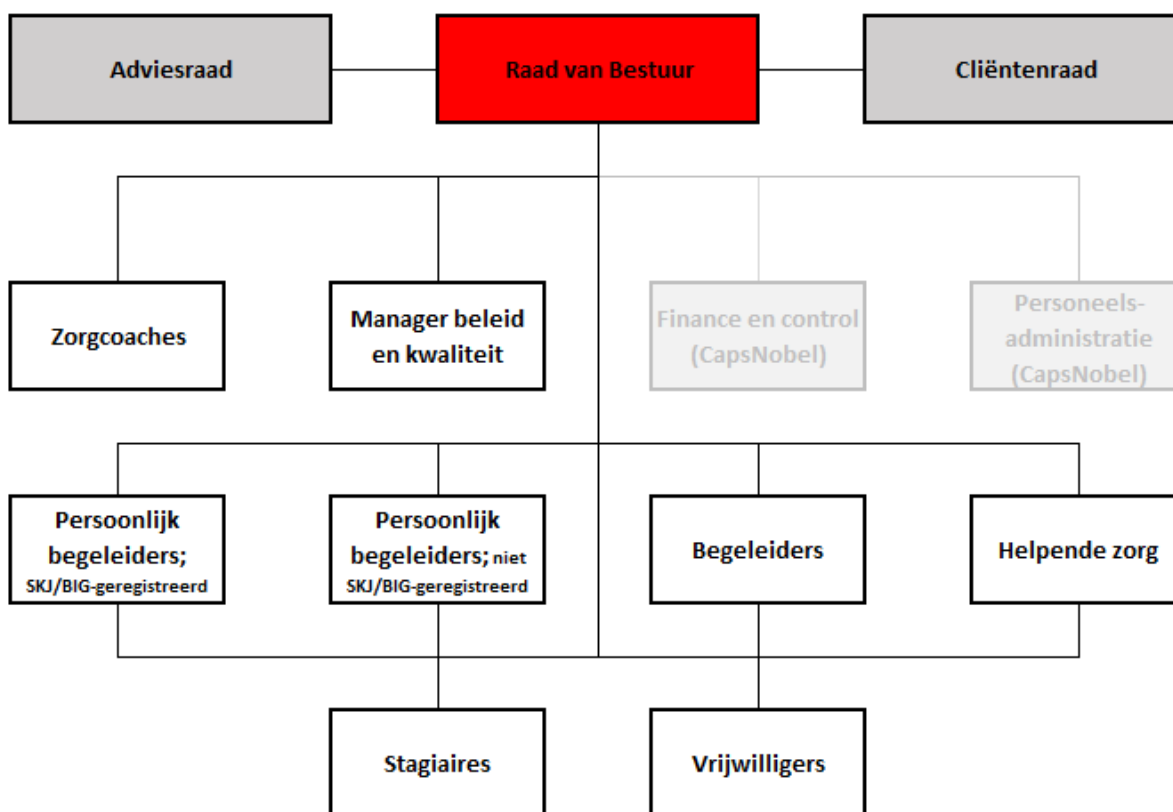 Adviesraad
Raad van Bestuur
Cliëntenraad
Zorgcoaches
Manager beleid
en kwaliteit
Finance en control
(CapsNobel)
Personeels-
administratie
(CapsNobel)
Persoonlijk
begeleiders;
SKJ/BIG-geregistreerd
Persoonlijk
begeleiders; niet
SKJ/BIG-geregistreerd
Begeleiders
Helpende zorg
Stagiaires
Vrijwilligers